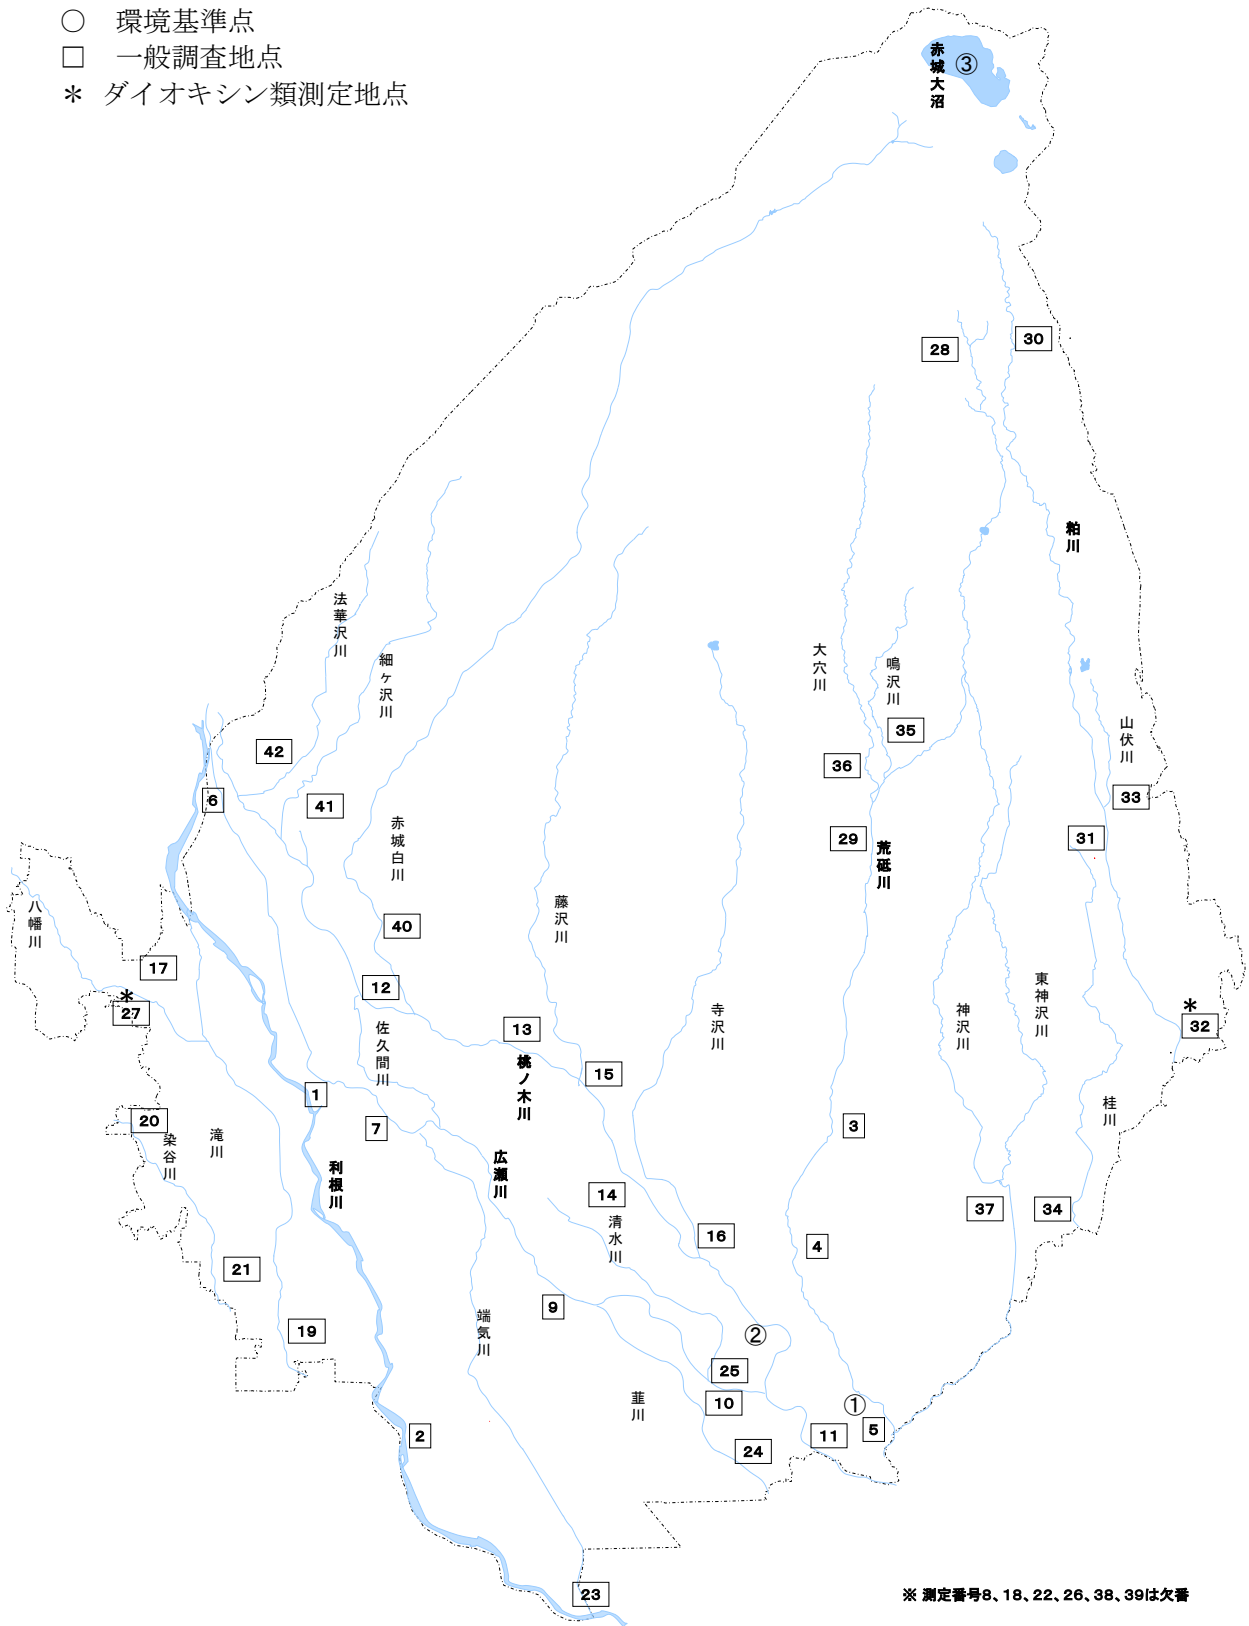 ○ 環境基準点
□ 一般調査地点
＊ ダイオキシン類測定地点
赤城大沼
③
30
28
粕川
法華沢川
細ヶ沢川
大穴川
鳴沢川
35
山伏川
42
36
33
6
41
赤城白川
29
31
荒砥川
八幡川
藤沢川
40
17
12
東神沢川
＊
27
＊
32
神沢川
寺沢川
13
佐久間川
桃ノ木川
15
1
桂川
20
7
3
滝川
染谷川
利根川
広瀬川
14
37
34
清水川
16
4
21
9
端気川
19
②
25
韮川
10
①
5
11
2
24
23
※ 測定番号8、18、22、26、38、39は欠番